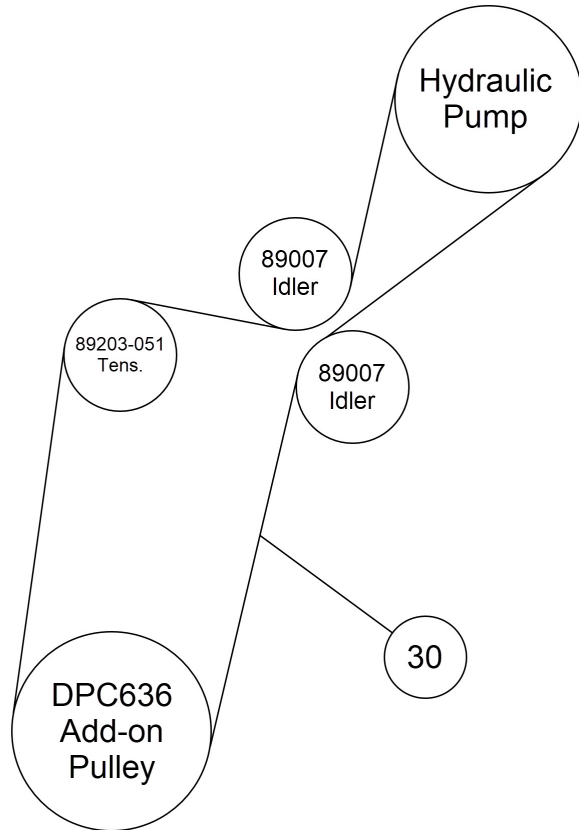 Hydraulic
Pump
89007
Idler
89203-051
Tens.
89007
Idler
30
DPC636
Add-on
Pulley